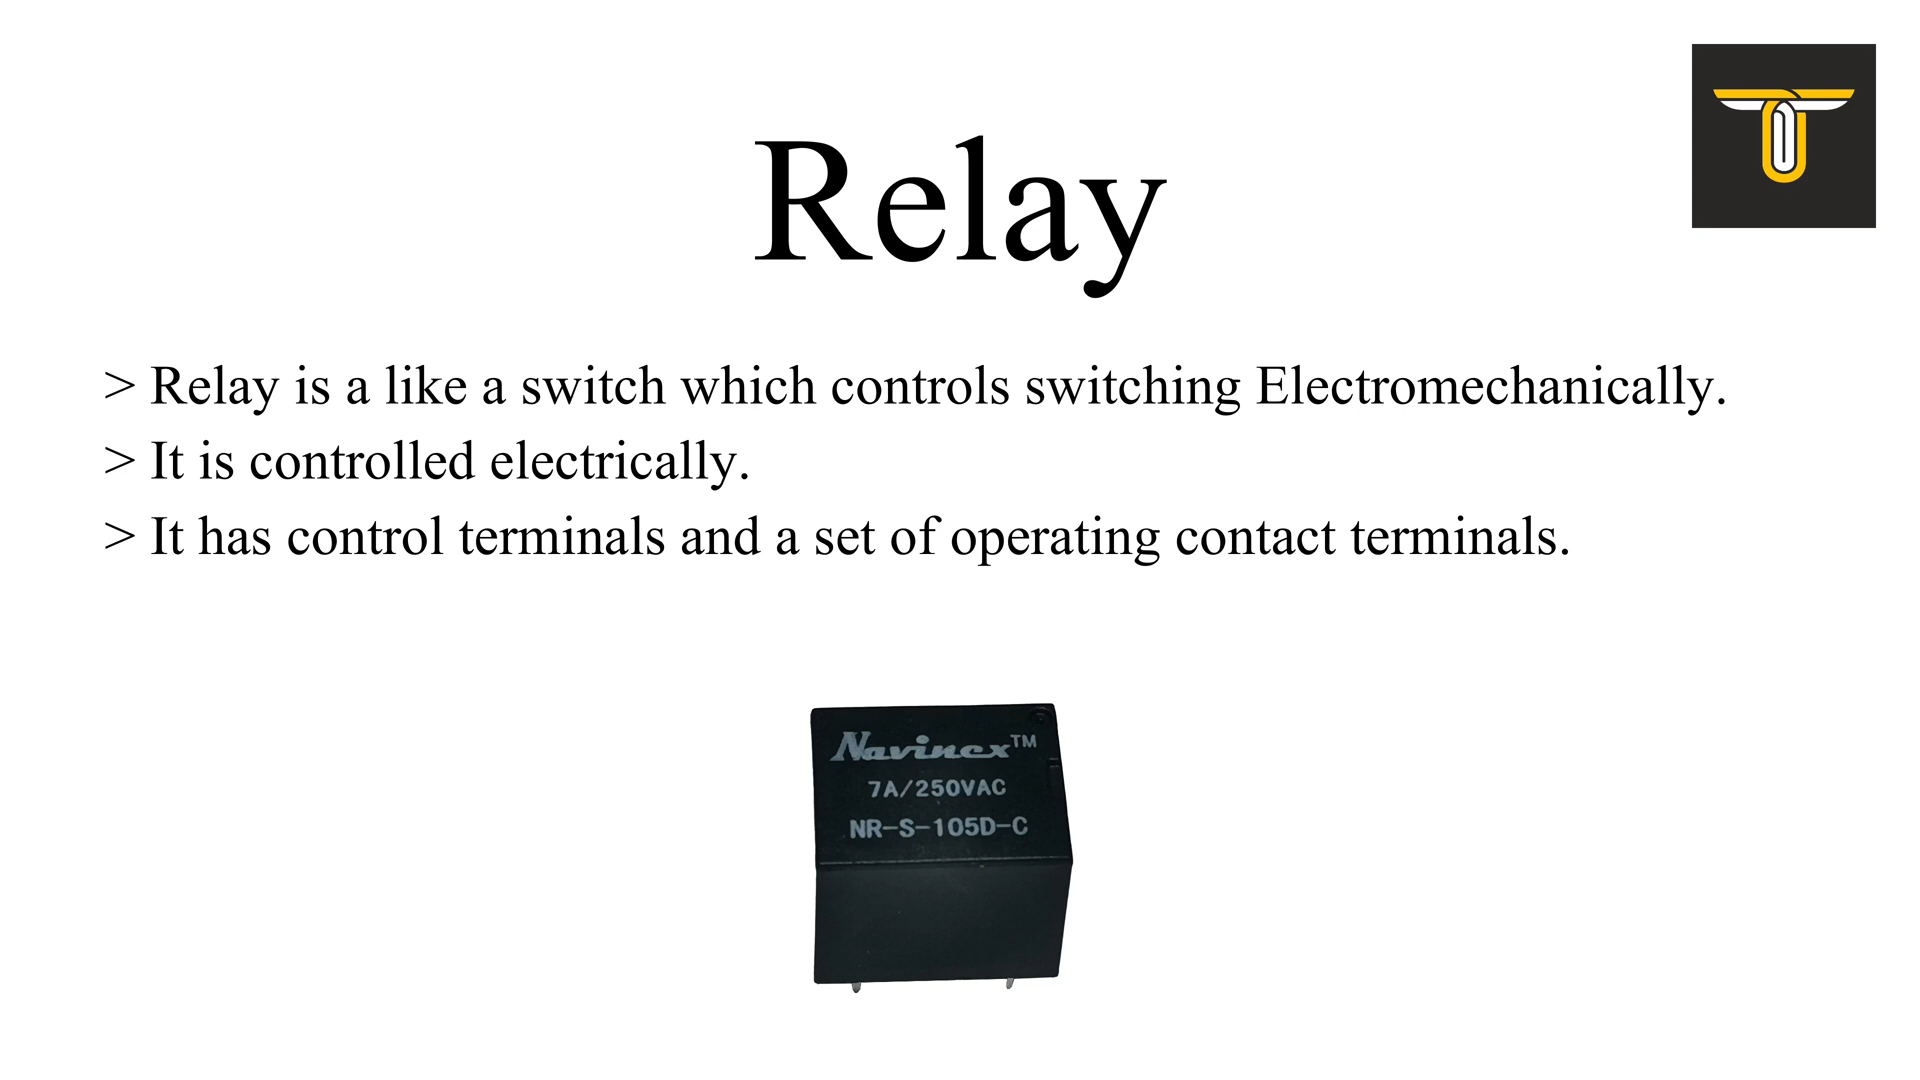 Relay
> Relay is a like a switch which controls switching Electromechanically.
> It is controlled electrically.
> It has control terminals and a set of operating contact terminals.
Navinex™
7A/250VAC
NR-S-105D-C